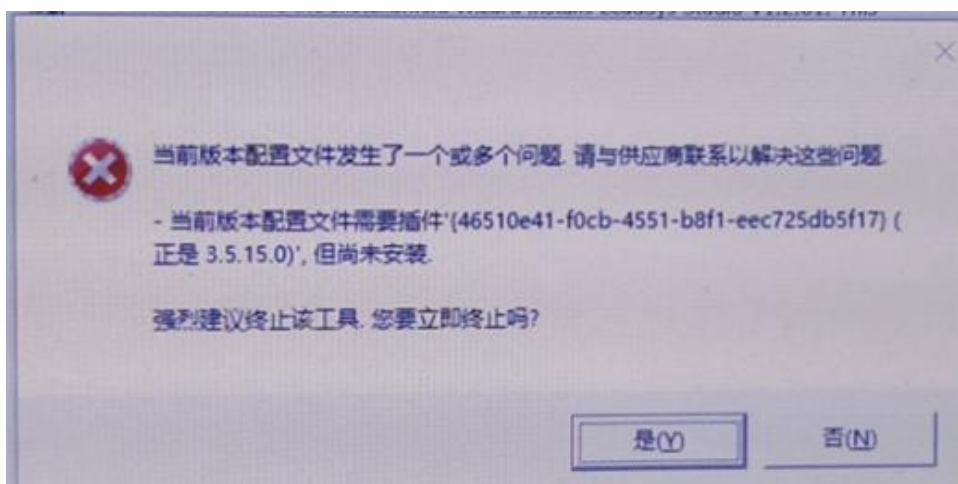 当前版本配置文件发生了一个或多个问题. 请与供应商联系以解决这些问题.
- 当前版本配置文件需要插件'{46510e41-f0cb-4551-b8f1-eec725db5f17} (
正是 3.5.15.0)', 但尚未安装.
强烈建议终止该工具. 您要立即终止吗?
是(Y)
否(N)